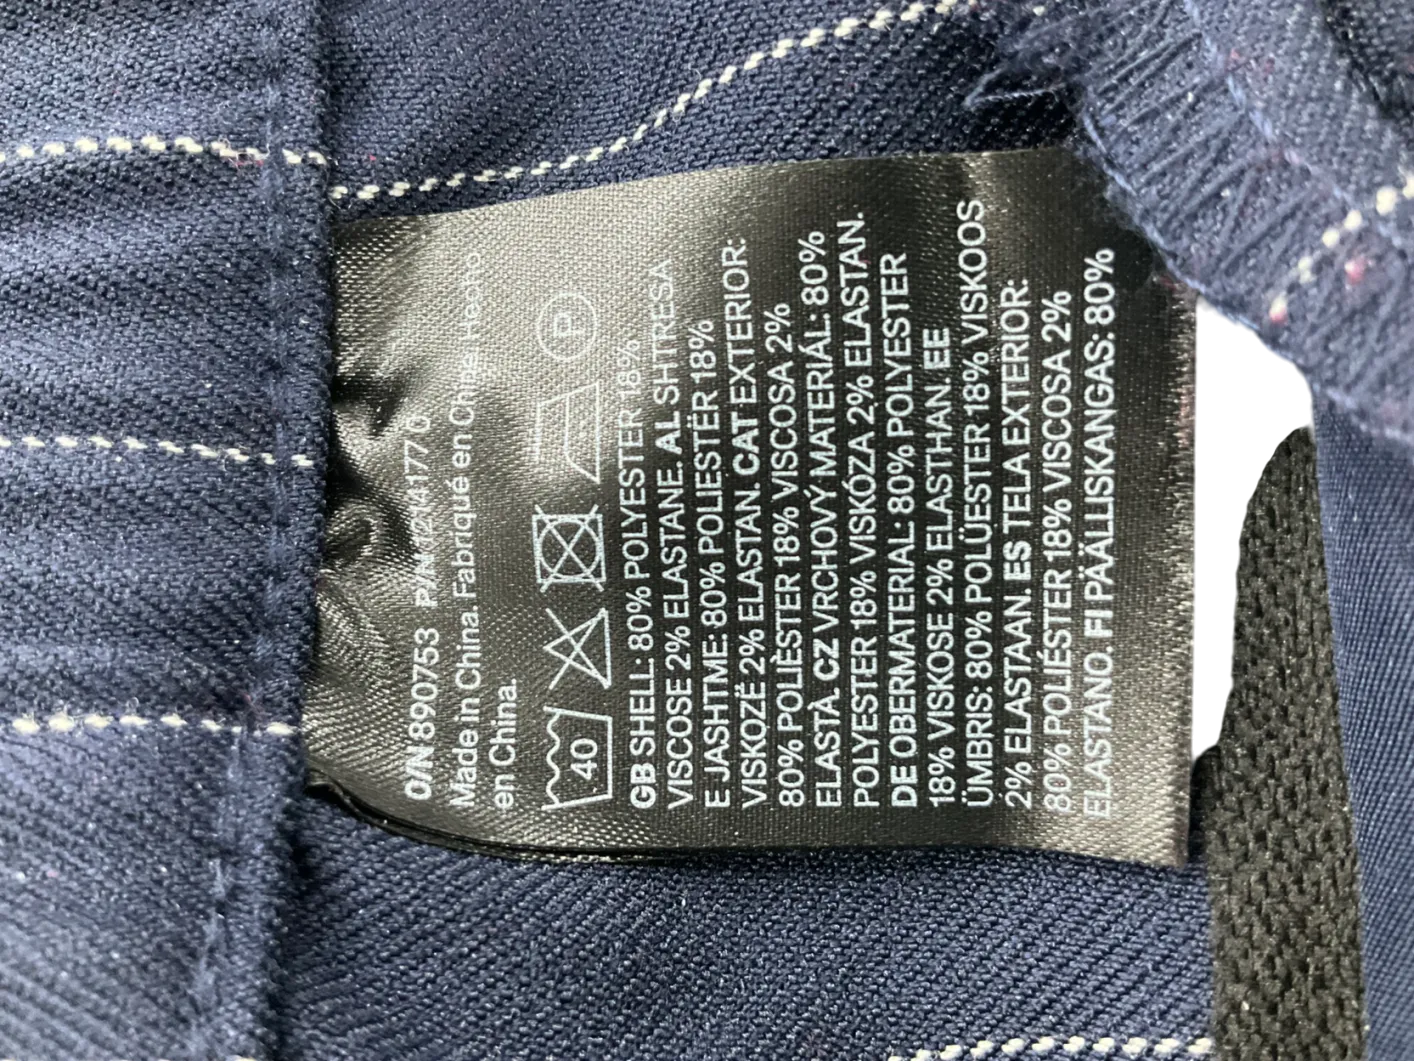 O/N 890753 P/N 1214177 0
Made in China. Fabriqué en Chine. Hecho
en China.
40
P
GB SHELL: 80% POLYESTER 18%
VISCOSE 2% ELASTANE. AL SHTRESA
E JASHTME: 80% POLIESTËR 18%
VISKOZË 2% ELASTAN. CAT EXTERIOR:
80% POLIÈSTER 18% VISCOSA 2%
ELASTÀ. CZ VRCHOVÝ MATERIÁL: 80%
POLYESTER 18% VISKÓZA 2% ELASTAN.
DE OBERMATERIAL: 80% POLYESTER
18% VISKOSE 2% ELASTHAN. EE
ÜMBRIS: 80% POLÜESTER 18% VISKOOS
2% ELASTAAN. ES TELA EXTERIOR:
80% POLIÉSTER 18% VISCOSA 2%
ELASTANO. FI PÄÄLLISKANGAS: 80%